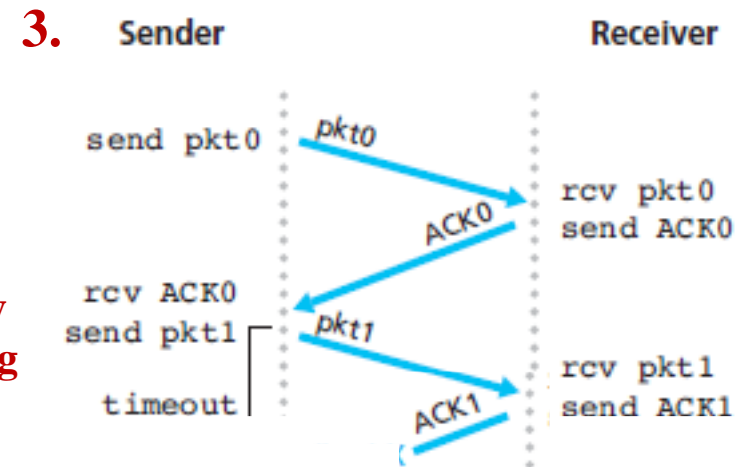 3.
Sender
Receiver
send pkt0
pkt0
rcv pkt0
send ACK0
ACK0
rcv ACK0
send pkt1
pkt1
timeout
rcv pkt1
send ACK1
ACK1